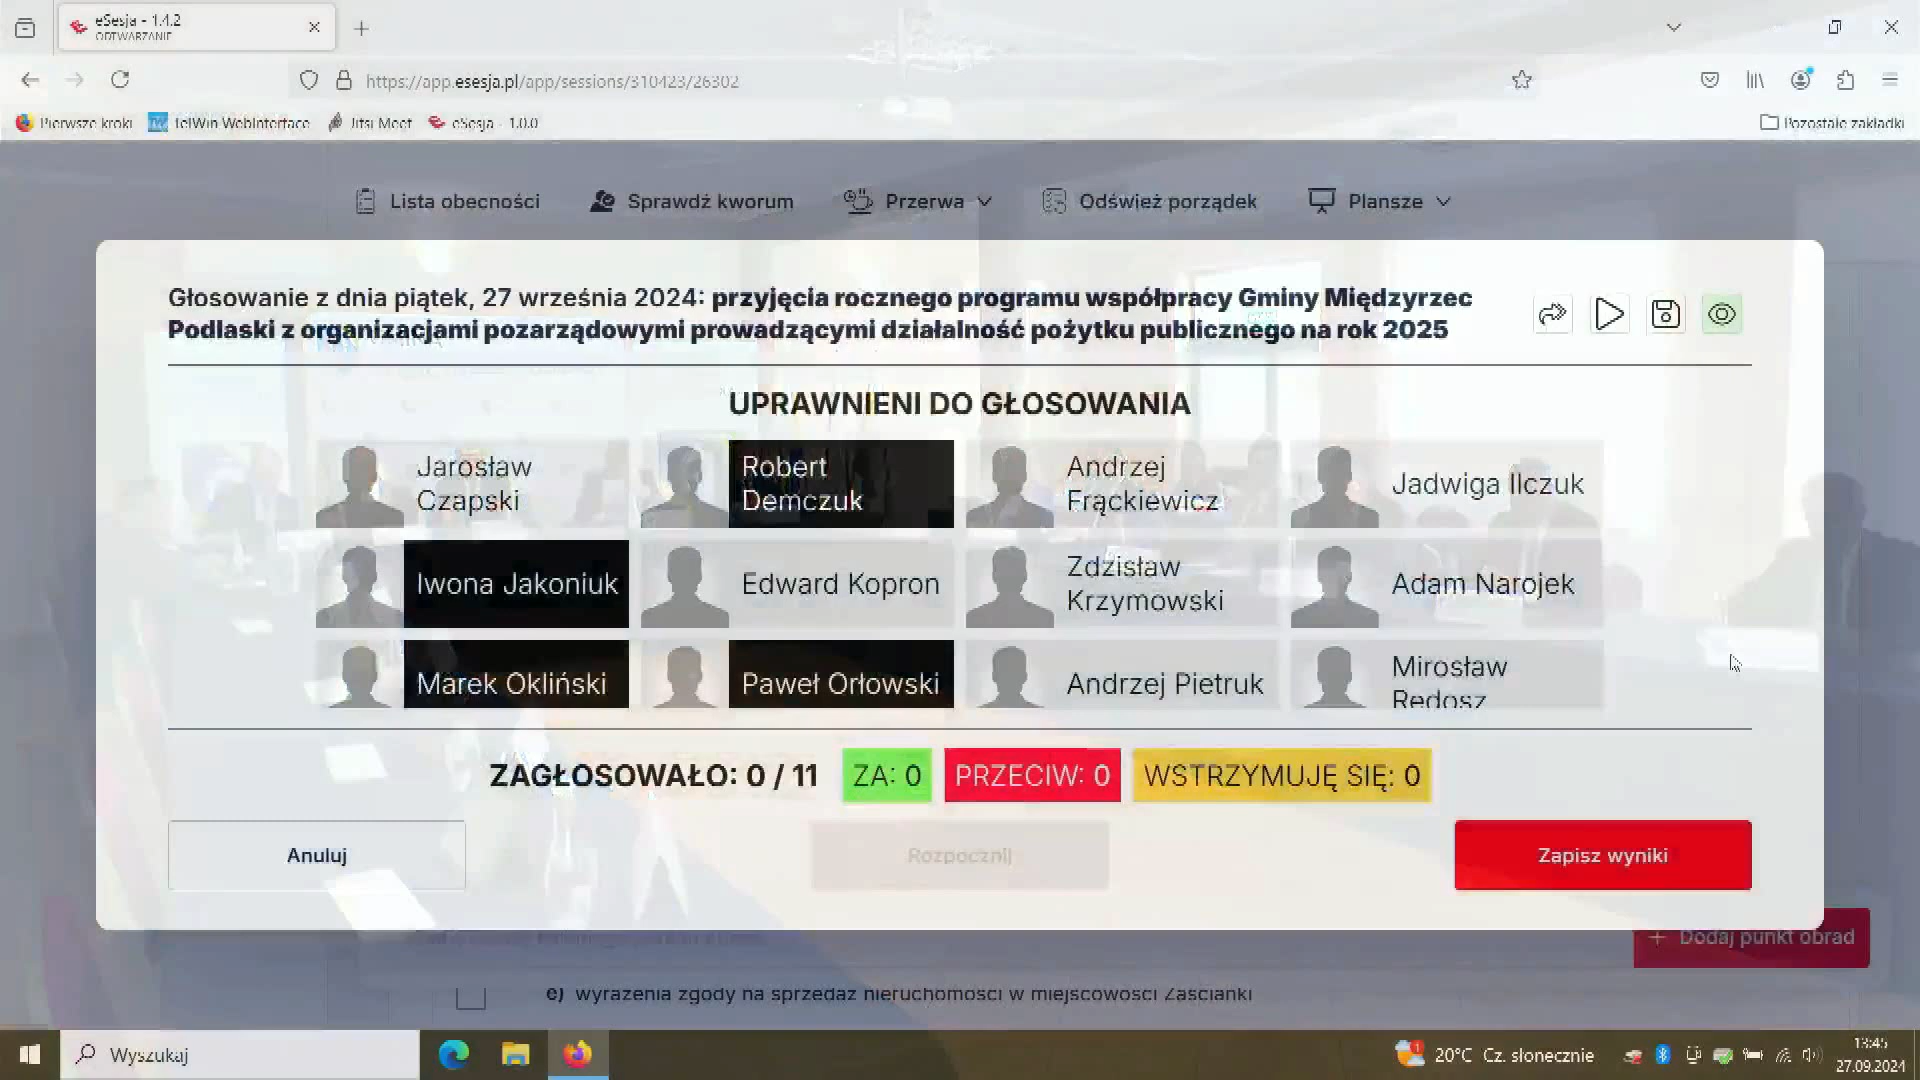 eSesja - 1.4.2
ODTWARZANIE
https://app.esesja.pl/app/sessions/310423/26302
Pierwsze kroki
TelWin WebInterface
Jitsi Meet
eSesja - 1.0.0
Pozostałe zakładki
Lista obecności
Sprawdź kworum
Przerwa
Odśwież porządek
Plansze
Głosowanie z dnia piątek, 27 września 2024: przyjęcia rocznego programu współpracy Gminy Międzyrzec
Podlaski z organizacjami pozarządowymi prowadzącymi działalność pożytku publicznego na rok 2025
UPRAWNIENI DO GŁOSOWANIA
Jarosław
Czapski
Robert
Demczuk
Andrzej
Frąckiewicz
Jadwiga Ilczuk
Iwona Jakoniuk
Edward Kopron
Zdzisław
Krzymowski
Adam Narojek
Marek Okliński
Paweł Orłowski
Andrzej Pietruk
Mirosław
Redosz
ZAGŁOSOWAŁO: 0 / 11
ZA: 0
PRZECIW: 0
WSTRZYMUJĘ SIĘ: 0
Anuluj
Rozpocznij
Zapisz wyniki
+ Dodaj punkt obrad
e) wyrażenia zgody na sprzedaż nieruchomości w miejscowości Zaścianki
Wyszukaj
1
20°C Cz. słonecznie
13:45
27.09.2024